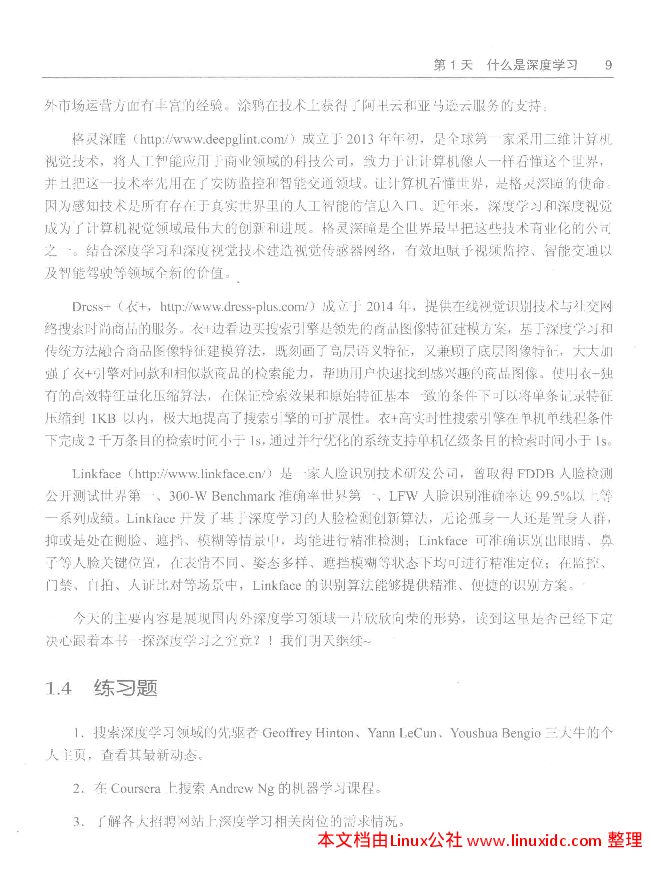 第 1 天 什么是深度学习 9
外市场运营方面有丰富的经验。涂鸦在技术上获得了阿里云和亚马逊云服务的支持。
格灵深瞳（http://www.deepglint.com/）成立于 2013 年年初，是全球第一家采用三维计算机
视觉技术，将人工智能应用于商业领域的科技公司，致力于让计算机像人一样看懂这个世界，
并且把这一技术率先用在了安防监控和智能交通领域。让计算机看懂世界，是格灵深瞳的使命。
因为感知技术是所有存在于真实世界里的人工智能的信息入口。近年来，深度学习和深度视觉
成为了计算机视觉领域最伟大的创新和进展。格灵深瞳是全世界最早把这些技术商业化的公司
之一。结合深度学习和深度视觉技术建造视觉传感器网络，有效地赋予视频监控、智能交通以
及智能驾驶等领域全新的价值。
Dress+（衣+，http://www.dress-plus.com/）成立于 2014 年，提供在线视觉识别技术与社交网
络搜索时尚商品的服务。衣+边看边买搜索引擎是领先的商品图像特征建模方案，基于深度学习和
传统方法融合商品图像特征建模算法，既刻画了高层语义特征，又兼顾了底层图像特征，大大加
强了衣+引擎对同款和相似款商品的检索能力，帮助用户快速找到感兴趣的商品图像。使用衣+独
有的高效特征量化压缩算法，在保证检索效果和原始特征基本一致的条件下可以将单条记录特征
压缩到 1KB 以内，极大地提高了搜索引擎的可扩展性。衣+高实时性搜索引擎在单机单线程条件
下完成 2 千万条目的检索时间小于 1s，通过并行优化的系统支持单机亿级条目的检索时间小于 1s。
Linkface（http://www.linkface.cn/）是一家人脸识别技术研发公司，曾取得 FDDB 人脸检测
公开测试世界第一、300-W Benchmark 准确率世界第一、LFW 人脸识别准确率达 99.5%以上等
一系列成绩。Linkface 开发了基于深度学习的人脸检测创新算法，无论孤身一人还是置身人群，
抑或是处在侧脸、遮挡、模糊等情景中，均能进行精准检测；Linkface 可准确识别出眼睛、鼻
子等人脸关键位置，在表情不同、姿态多样、遮挡模糊等状态下均可进行精准定位；在监控、
门禁、自拍、人证比对等场景中，Linkface 的识别算法能够提供精准、便捷的识别方案。
今天的主要内容是展现国内外深度学习领域一片欣欣向荣的形势，读到这里是否已经下定
决心跟着本书一探深度学习之究竟？！我们明天继续~
1.4 练习题
1．搜索深度学习领域的先驱者 Geoffrey Hinton、Yann LeCun、Youshua Bengio 三大牛的个
人主页，查看其最新动态。
2．在 Coursera 上搜索 Andrew Ng 的机器学习课程。
3．了解各大招聘网站上深度学习相关岗位的需求情况。
本文档由Linux公社 www.linuxidc.com 整理